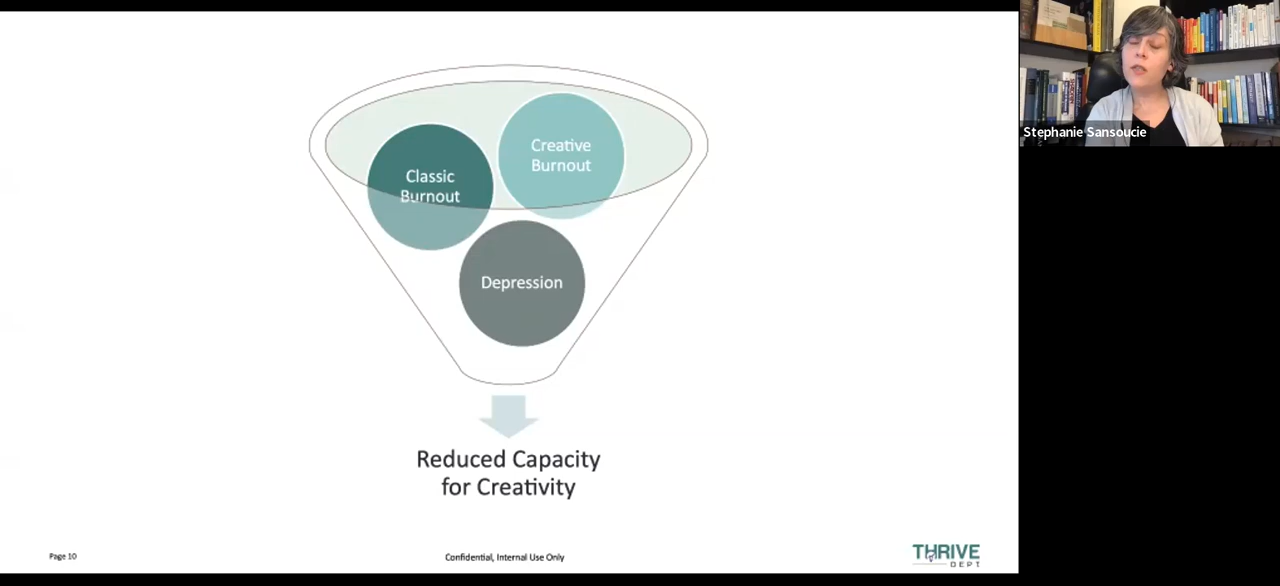 Stephanie Sansoucie
Creative
Burnout
Classic
Burnout
Depression
Reduced Capacity
for Creativity
Page 10
Confidential, Internal Use Only
THRIVE
DEPT